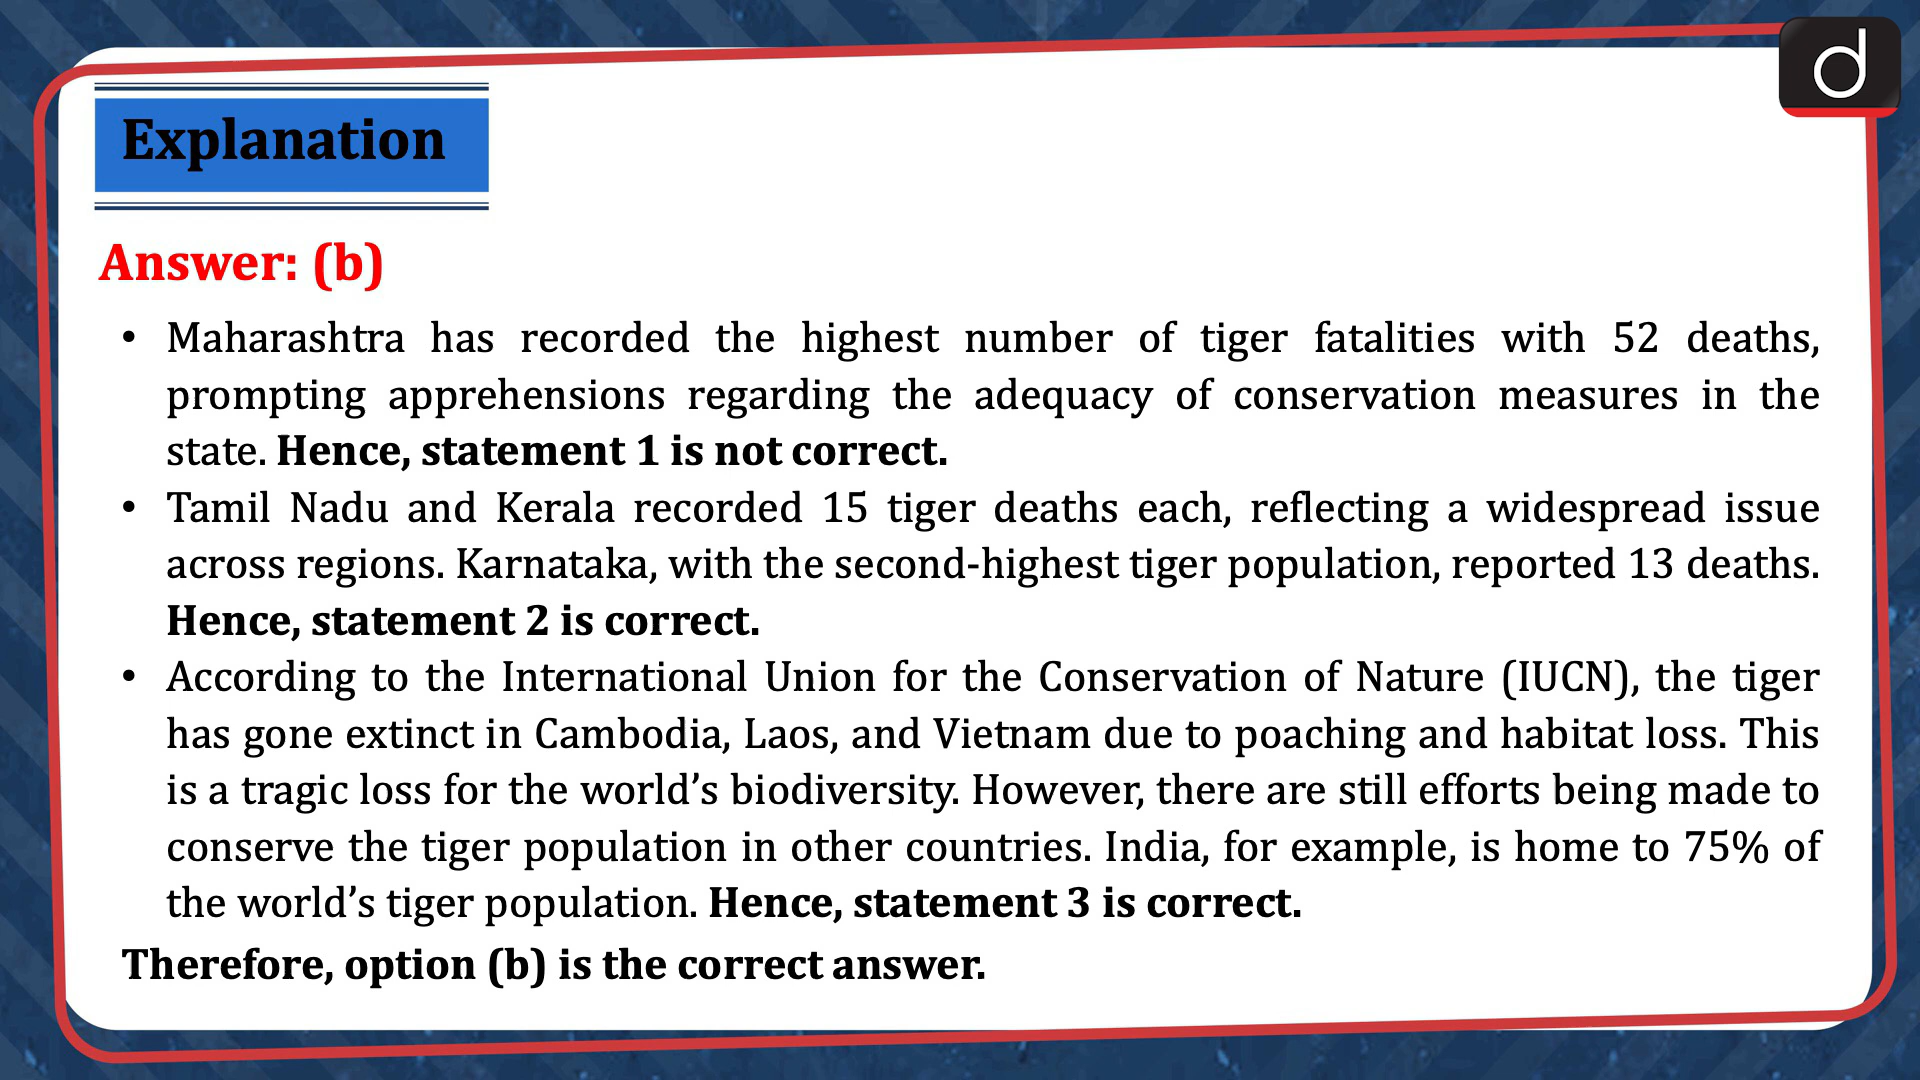 d
Explanation
Answer: (b)
• Maharashtra has recorded the highest number of tiger fatalities with 52 deaths,
prompting apprehensions regarding the adequacy of conservation measures in the
state. Hence, statement 1 is not correct.
• Tamil Nadu and Kerala recorded 15 tiger deaths each, reflecting a widespread issue
across regions. Karnataka, with the second-highest tiger population, reported 13 deaths.
Hence, statement 2 is correct.
• According to the International Union for the Conservation of Nature (IUCN), the tiger
has gone extinct in Cambodia, Laos, and Vietnam due to poaching and habitat loss. This
is a tragic loss for the world’s biodiversity. However, there are still efforts being made to
conserve the tiger population in other countries. India, for example, is home to 75% of
the world’s tiger population. Hence, statement 3 is correct.
Therefore, option (b) is the correct answer.